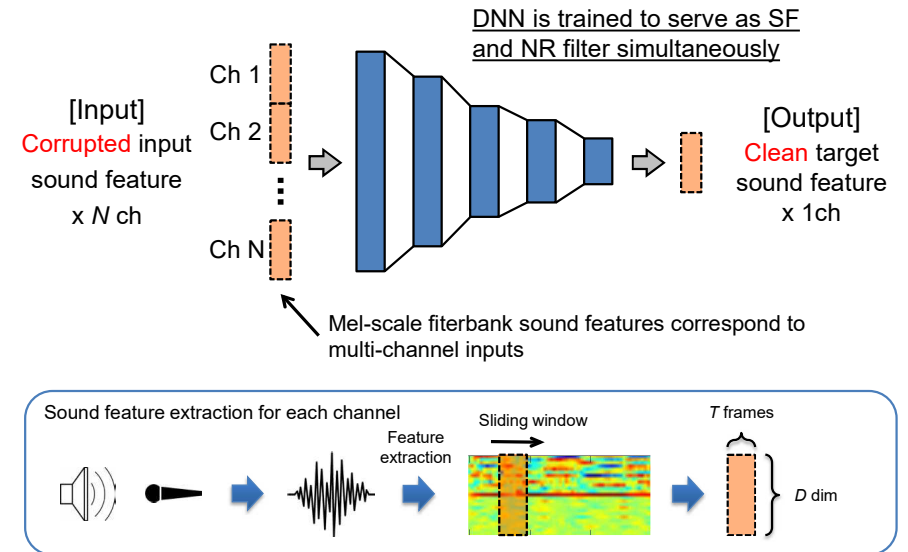 DNN is trained to serve as SF
and NR filter simultaneously
[Input]
Corrupted input
sound feature
x N ch
Ch 1
Ch 2
Ch N
[Output]
Clean target
sound feature
x 1ch
Mel-scale fiterbank sound features correspond to
multi-channel inputs
Sound feature extraction for each channel
Feature
extraction
Sliding window
T frames
D dim